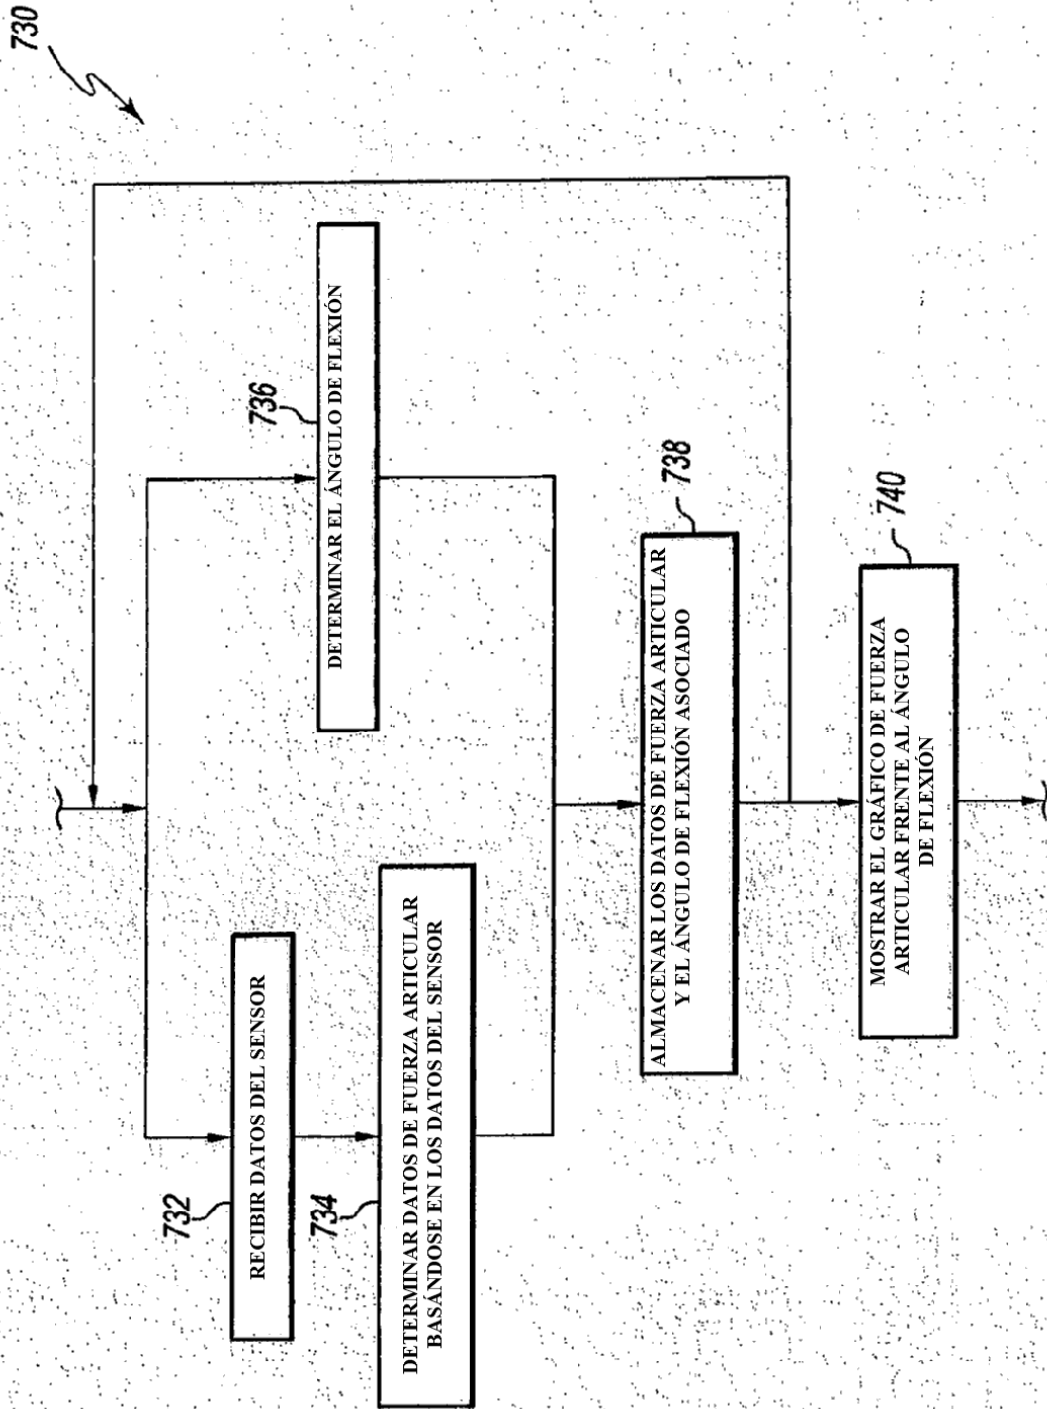 730
732
RECIBIR DATOS DEL SENSOR
734
DETERMINAR DATOS DE FUERZA ARTICULAR
BASÁNDOSE EN LOS DATOS DEL SENSOR
736
DETERMINAR EL ÁNGULO DE FLEXIÓN
738
ALMACENAR LOS DATOS DE FUERZA ARTICULAR
Y EL ÁNGULO DE FLEXIÓN ASOCIADO
740
MOSTRAR EL GRÁFICO DE FUERZA
ARTICULAR FRENTE AL ÁNGULO
DE FLEXIÓN